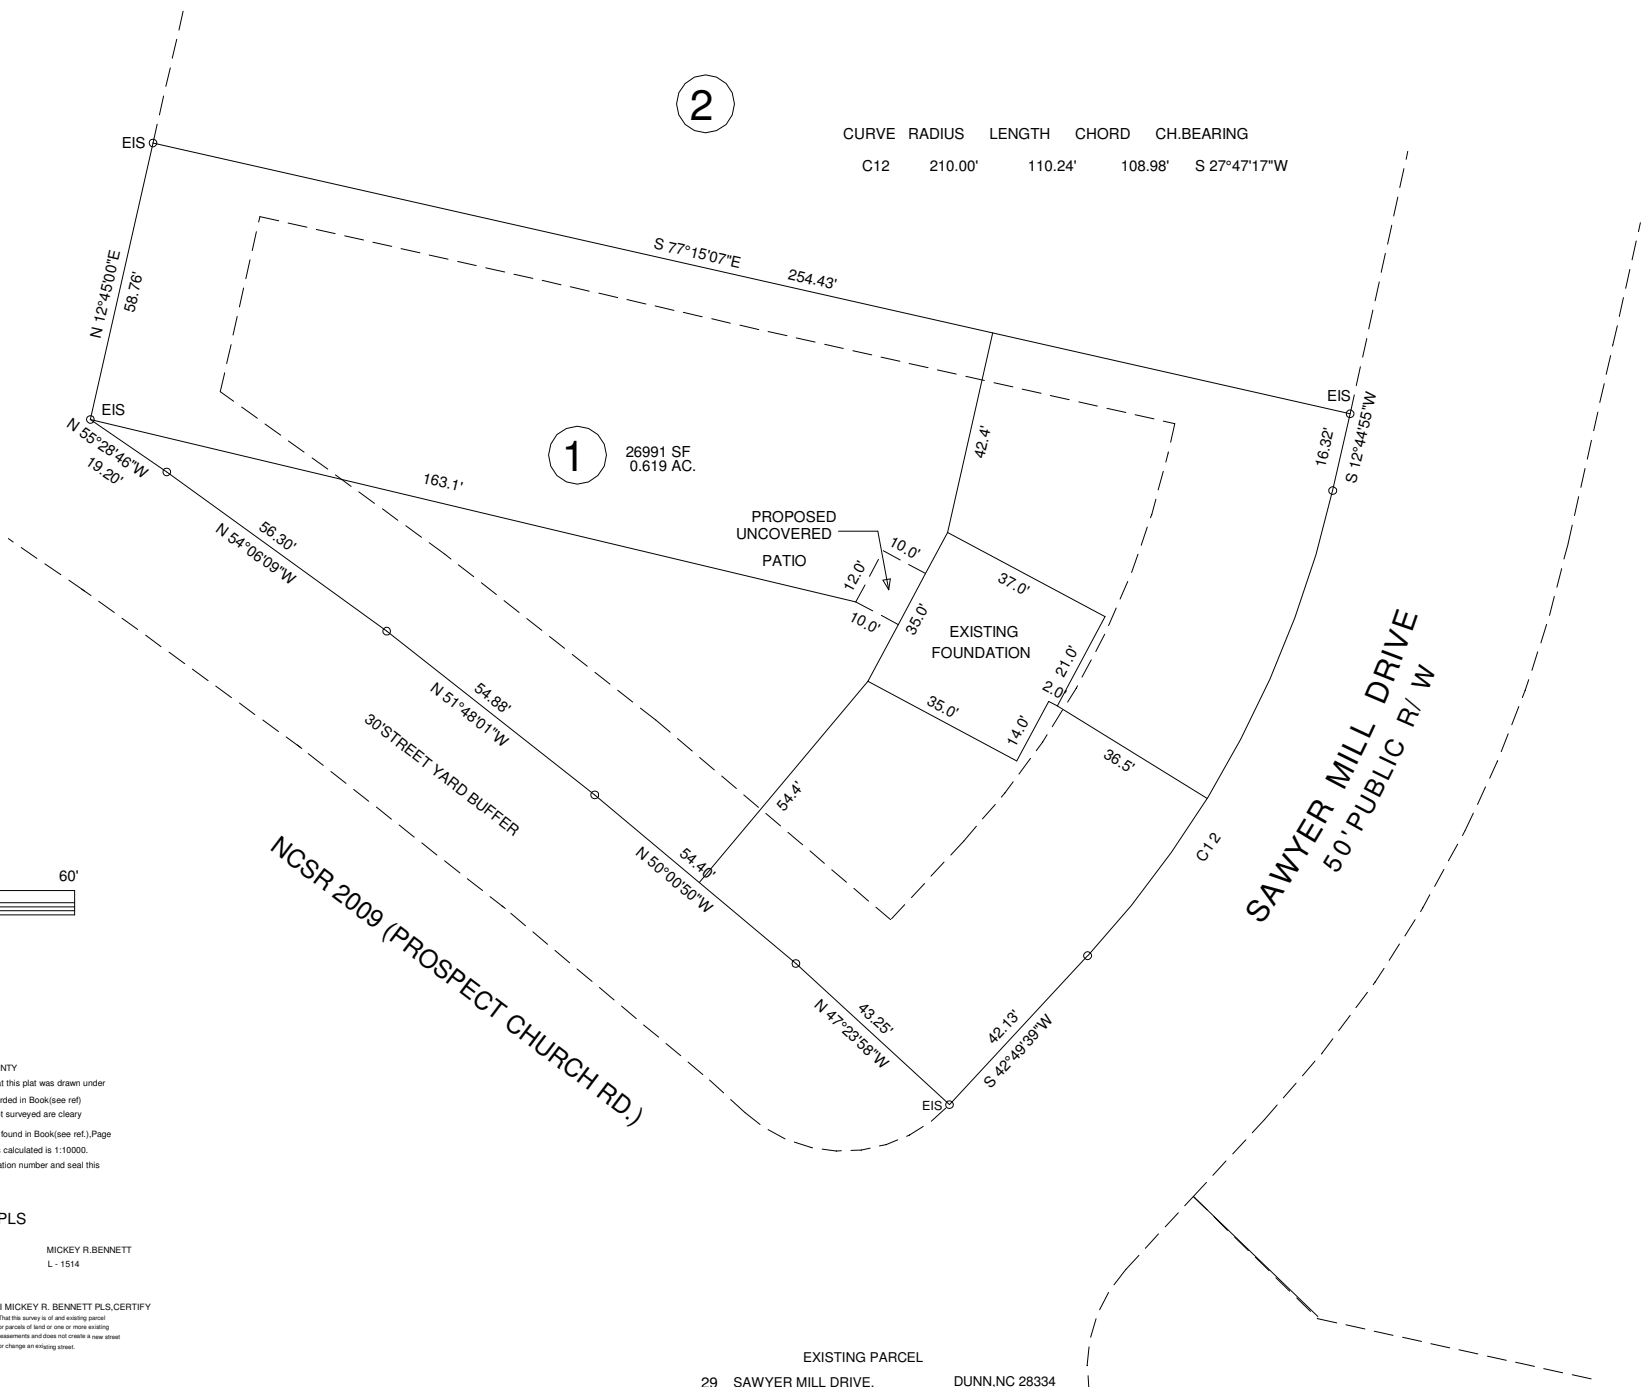 2
CURVE RADIUS LENGTH CHORD CH.BEARING
C12 210.00' 110.24' 108.98' S 27°47'17"W
EIS
S 77°15'07"E
254.43'
N 12°45'00"E
58.76'
EIS
EIS
16.32'
S 12°44'55"W
N 55°28'46"W
19.20'
1
26991 SF
0.619 AC.
42.4'
163.1'
56.30'
N 54°06'09"W
PROPOSED
UNCOVERED
PATIO
10.0'
12.0'
10.0'
35.0'
37.0'
EXISTING
FOUNDATION
21.0'
2.0'
35.0'
14.0'
36.5'
54.88'
N 51°48'01"W
30'STREET YARD BUFFER
54.4'
C12
SAWYER MILL DRIVE
50' PUBLIC R/ W
54.40'
N 50°00'50"W
NCSR 2009 (PROSPECT CHURCH RD.)
60'
43.25'
N 47°23'58"W
42.13'
S 42°49'39"W
EIS
NTY
at this plat was drawn under
rded in Book(see ref)
t surveyed are cleary
found in Book(see ref.),Page
s calculated is 1:10000.
ation number and seal this
PLS
MICKEY R.BENNETT
L - 1514
I MICKEY R. BENNETT PLS,CERTIFY
That this survey is of and existing parcel
or parcels of land or one or more existing
easements and does not create a new street
or change an existing street.
EXISTING PARCEL
29 SAWYER MILL DRIVE. DUNN,NC 28334